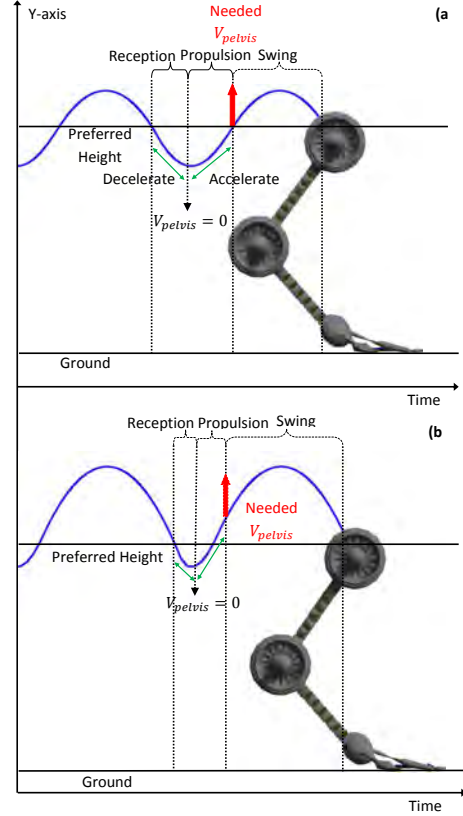 Y-axis
Needed
(a
V_pelvis
Reception Propulsion Swing
Preferred
Height
Decelerate Accelerate
V_pelvis = 0
Ground
Time
Reception Propulsion Swing
(b
Needed
V_pelvis
Preferred Height
V_pelvis = 0
Ground
Time